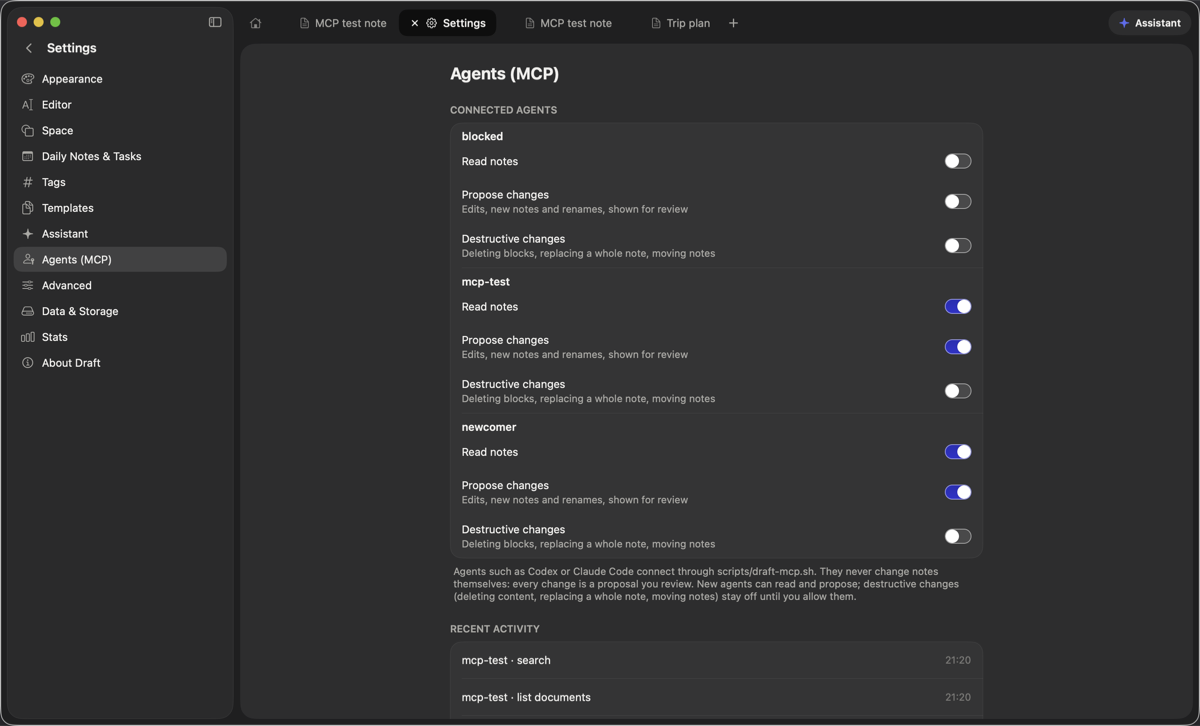 MCP test note
Settings
MCP test note
Trip plan
Assistant
Settings
Appearance
Editor
Space
Daily Notes & Tasks
Tags
Templates
Assistant
Agents (MCP)
Advanced
Data & Storage
Stats
About Draft
Agents (MCP)
CONNECTED AGENTS
blocked
Read notes
Propose changes
Edits, new notes and renames, shown for review
Destructive changes
Deleting blocks, replacing a whole note, moving notes
mcp-test
Read notes
Propose changes
Edits, new notes and renames, shown for review
Destructive changes
Deleting blocks, replacing a whole note, moving notes
newcomer
Read notes
Propose changes
Edits, new notes and renames, shown for review
Destructive changes
Deleting blocks, replacing a whole note, moving notes
Agents such as Codex or Claude Code connect through scripts/draft-mcp.sh. They never change notes
themselves: every change is a proposal you review. New agents can read and propose; destructive changes
(deleting content, replacing a whole note, moving notes) stay off until you allow them.
RECENT ACTIVITY
mcp-test · search 21:20
mcp-test · list documents 21:20